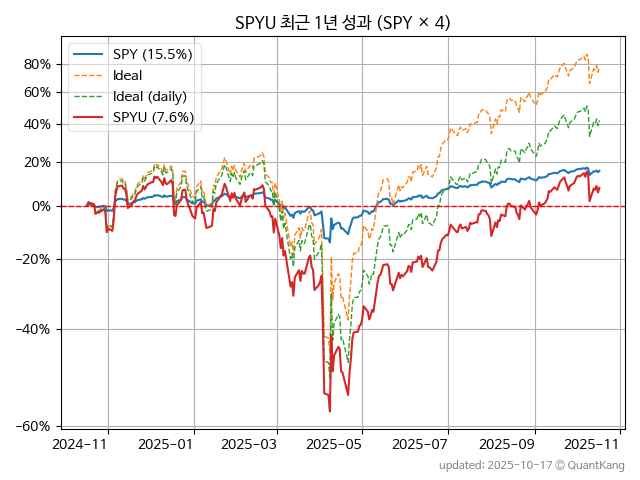 SPYU 최근 1년 성과 (SPY × 4)
SPY (15.5%)
Ideal
Ideal (daily)
SPYU (7.6%)
80%
60%
40%
20%
0%
−20%
−40%
−60%
2024−11 2025−01 2025−03 2025−05 2025−07 2025−09 2025−11
updated: 2025-10-17 © QuantKang